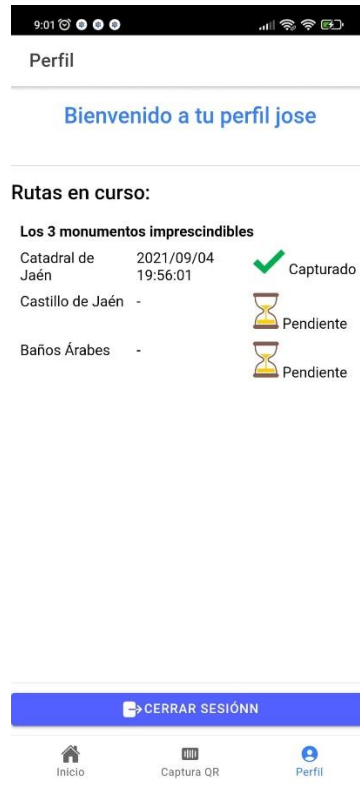 9:01
Perfil
Bienvenido a tu perfil jose
Rutas en curso:
Los 3 monumentos imprescindibles
Catadral de
Jaén
2021/09/04
19:56:01
Capturado
Castillo de Jaén
-
Pendiente
Baños Árabes
-
Pendiente
CERRAR SESIÓNN
Inicio
Captura QR
Perfil